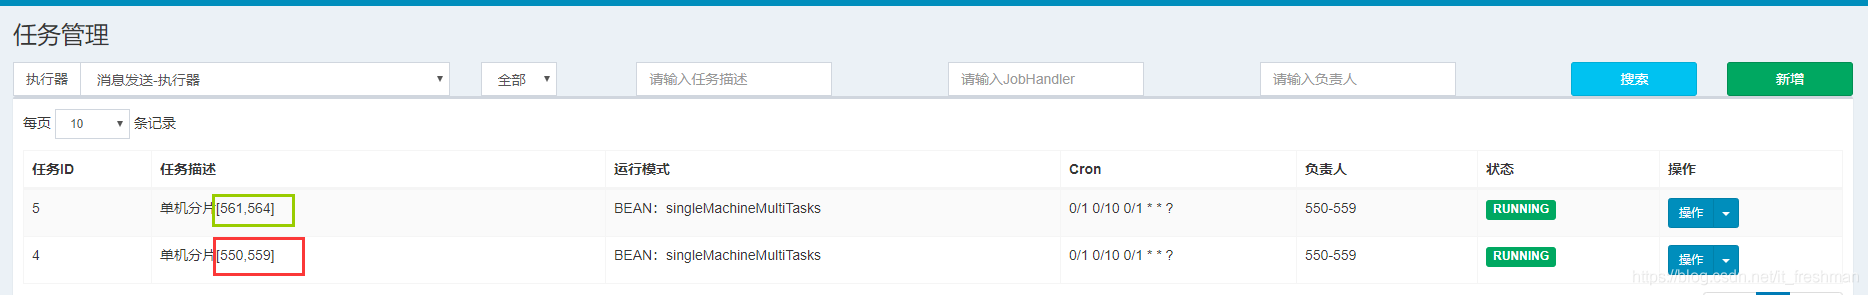 任务管理
执行器 消息发送-执行器 全部 请输入任务描述 请输入JobHandler 请输入负责人 搜索 新增
每页 10 条记录
任务ID 任务描述 运行模式 Cron 负责人 状态 操作
5 单机分片[561,564] BEAN：singleMachineMultiTasks 0/1 0/10 0/1 * * ? 550-559 RUNNING 操作
4 单机分片[550,559] BEAN：singleMachineMultiTasks 0/1 0/10 0/1 * * ? 550-559 RUNNING 操作
https://blog.csdn.net/it_freshman